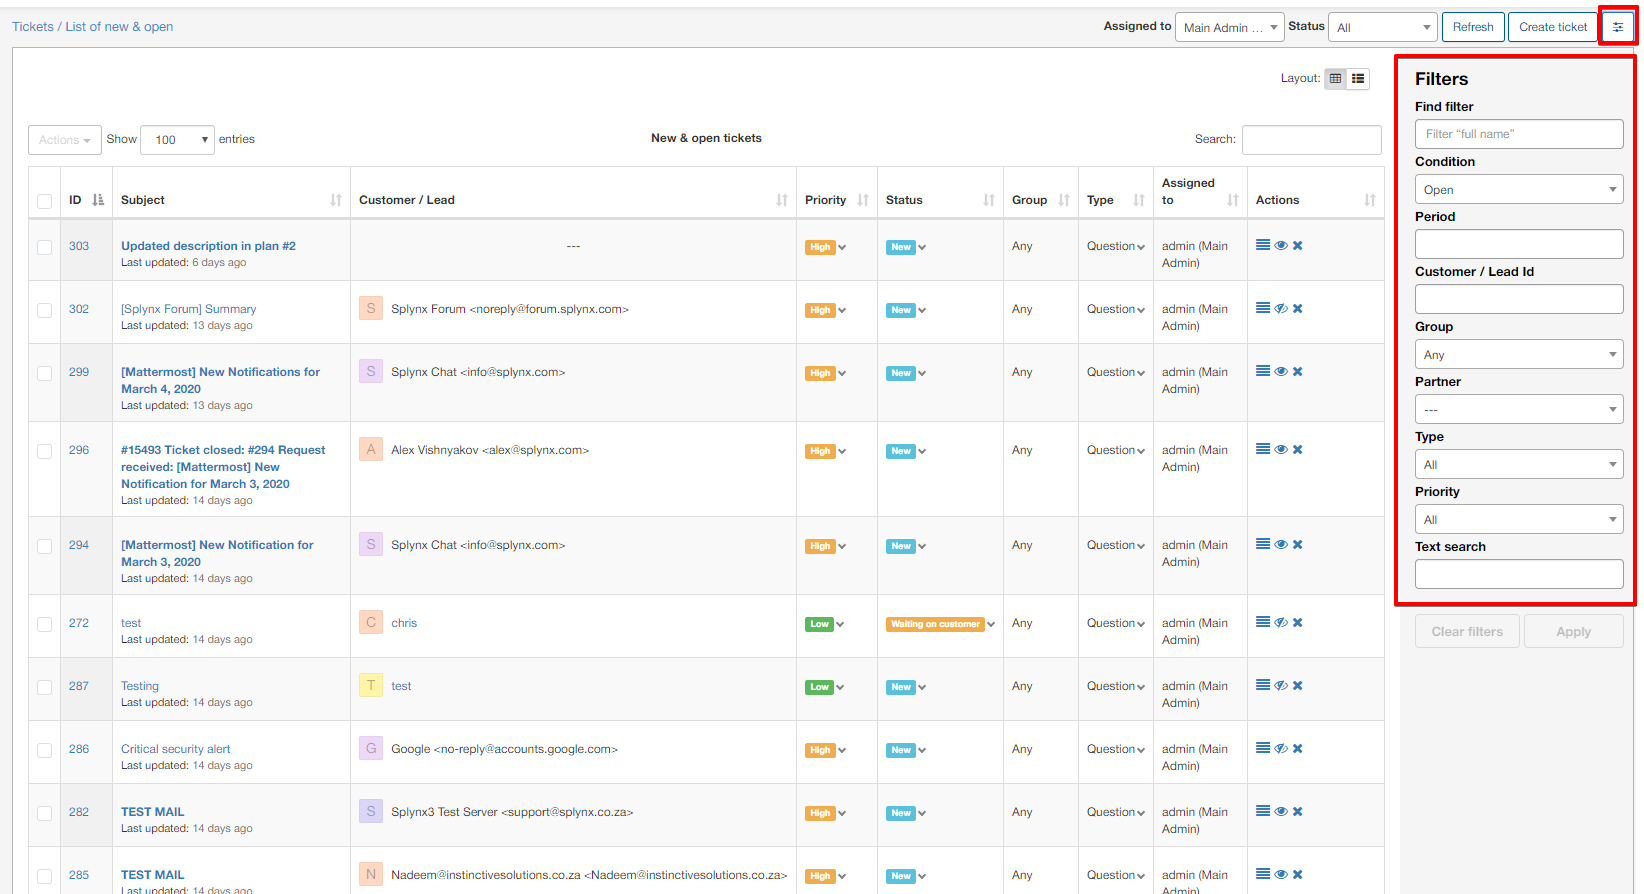 Tickets / List of new & open
Assigned to Main Admin ... Status All Refresh Create ticket
Layout:
Actions Show 100 entries
New & open tickets
Search:
ID Subject Customer / Lead Priority Status Group Type Assigned to Actions
303 Updated description in plan #2 --- High New Any Question admin (Main
Last updated: 6 days ago Admin)
302 [Splynx Forum] Summary S Splynx Forum <noreply@forum.splynx.com> High New Any Question admin (Main
Last updated: 13 days ago Admin)
299 [Mattermost] New Notifications for S Splynx Chat <info@splynx.com> High New Any Question admin (Main
March 4, 2020 Admin)
Last updated: 13 days ago
296 #15493 Ticket closed: #294 Request A Alex Vishnyakov <alex@splynx.com> High New Any Question admin (Main
received: [Mattermost] New Admin)
Notification for March 3, 2020
Last updated: 14 days ago
294 [Mattermost] New Notification for S Splynx Chat <info@splynx.com> High New Any Question admin (Main
March 3, 2020 Admin)
Last updated: 14 days ago
272 test C chris Low Waiting on customer Any Question admin (Main
Last updated: 14 days ago Admin)
287 Testing T test Low New Any Question admin (Main
Last updated: 14 days ago Admin)
286 Critical security alert G Google <no-reply@accounts.google.com> High New Any Question admin (Main
Last updated: 14 days ago Admin)
282 TEST MAIL S Splynx3 Test Server <support@splynx.co.za> High New Any Question admin (Main
Last updated: 14 days ago Admin)
285 TEST MAIL N Nadeem@instinctivesolutions.co.za <Nadeem@instinctivesolutions.co.za> High New Any Question admin (Main
Last updated: 14 days ago Admin)
Filters
Find filter
Filter “full name”
Condition
Open
Period
Customer / Lead Id
Group
Any
Partner
---
Type
All
Priority
All
Text search
Clear filters Apply